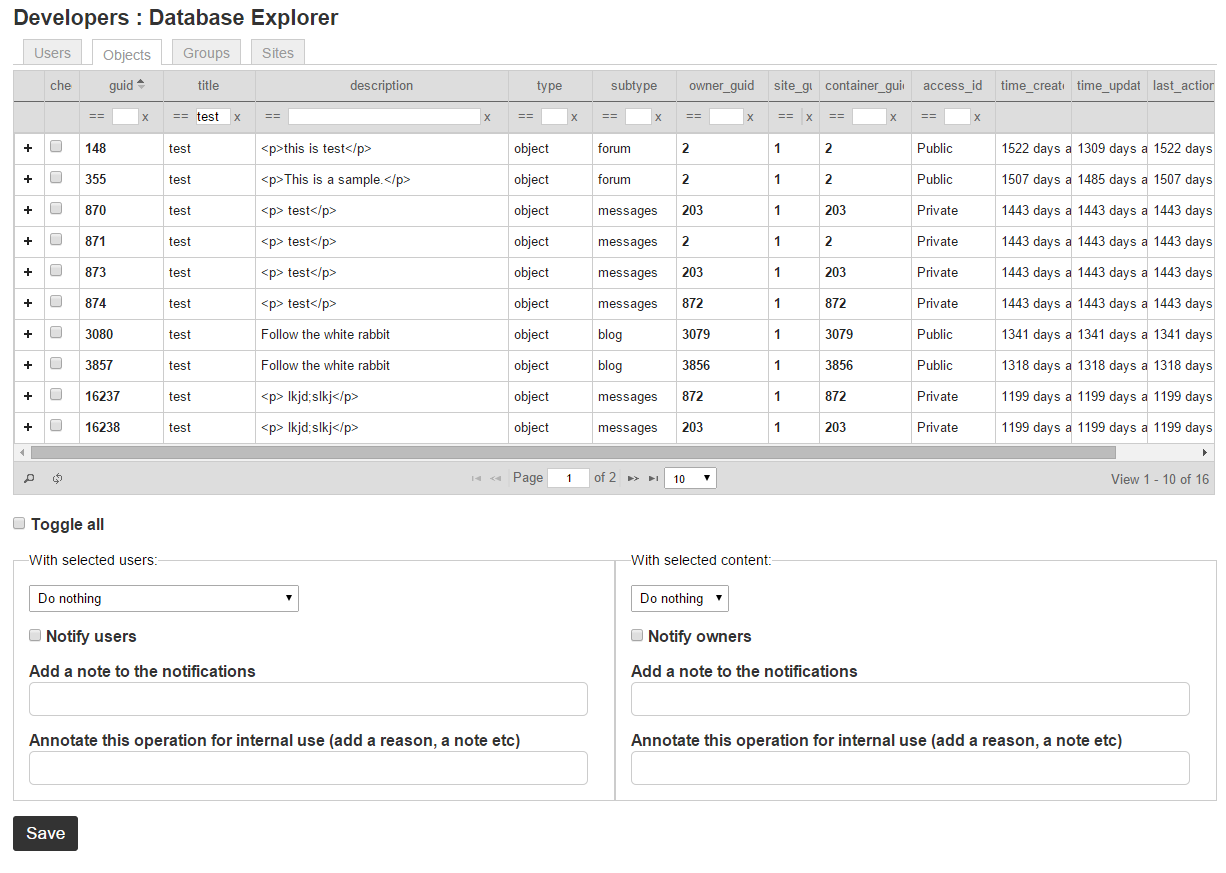 Developers : Database Explorer
Users Objects Groups Sites
che guid title description type subtype owner_guid site_gu container_guid access_id time_create time_updat last_action
== x == test x == x == x == x == x == x == x == x
+ 148 test <p>this is test</p> object forum 2 1 2 Public 1522 days a 1309 days a 1522 days
+ 355 test <p>This is a sample.</p> object forum 2 1 2 Public 1507 days a 1485 days a 1507 days
+ 870 test <p> test</p> object messages 203 1 203 Private 1443 days a 1443 days a 1443 days
+ 871 test <p> test</p> object messages 2 1 2 Private 1443 days a 1443 days a 1443 days
+ 873 test <p> test</p> object messages 203 1 203 Private 1443 days a 1443 days a 1443 days
+ 874 test <p> test</p> object messages 872 1 872 Private 1443 days a 1443 days a 1443 days
+ 3080 test Follow the white rabbit object blog 3079 1 3079 Public 1341 days a 1341 days a 1341 days
+ 3857 test Follow the white rabbit object blog 3856 1 3856 Public 1318 days a 1318 days a 1318 days
+ 16237 test <p> lkjd;slkj</p> object messages 872 1 872 Private 1199 days a 1199 days a 1199 days
+ 16238 test <p> lkjd;slkj</p> object messages 203 1 203 Private 1199 days a 1199 days a 1199 days
Page 1 of 2 10 View 1 - 10 of 16
Toggle all
With selected users:
Do nothing
Notify users
Add a note to the notifications
Annotate this operation for internal use (add a reason, a note etc)
With selected content:
Do nothing
Notify owners
Add a note to the notifications
Annotate this operation for internal use (add a reason, a note etc)
Save